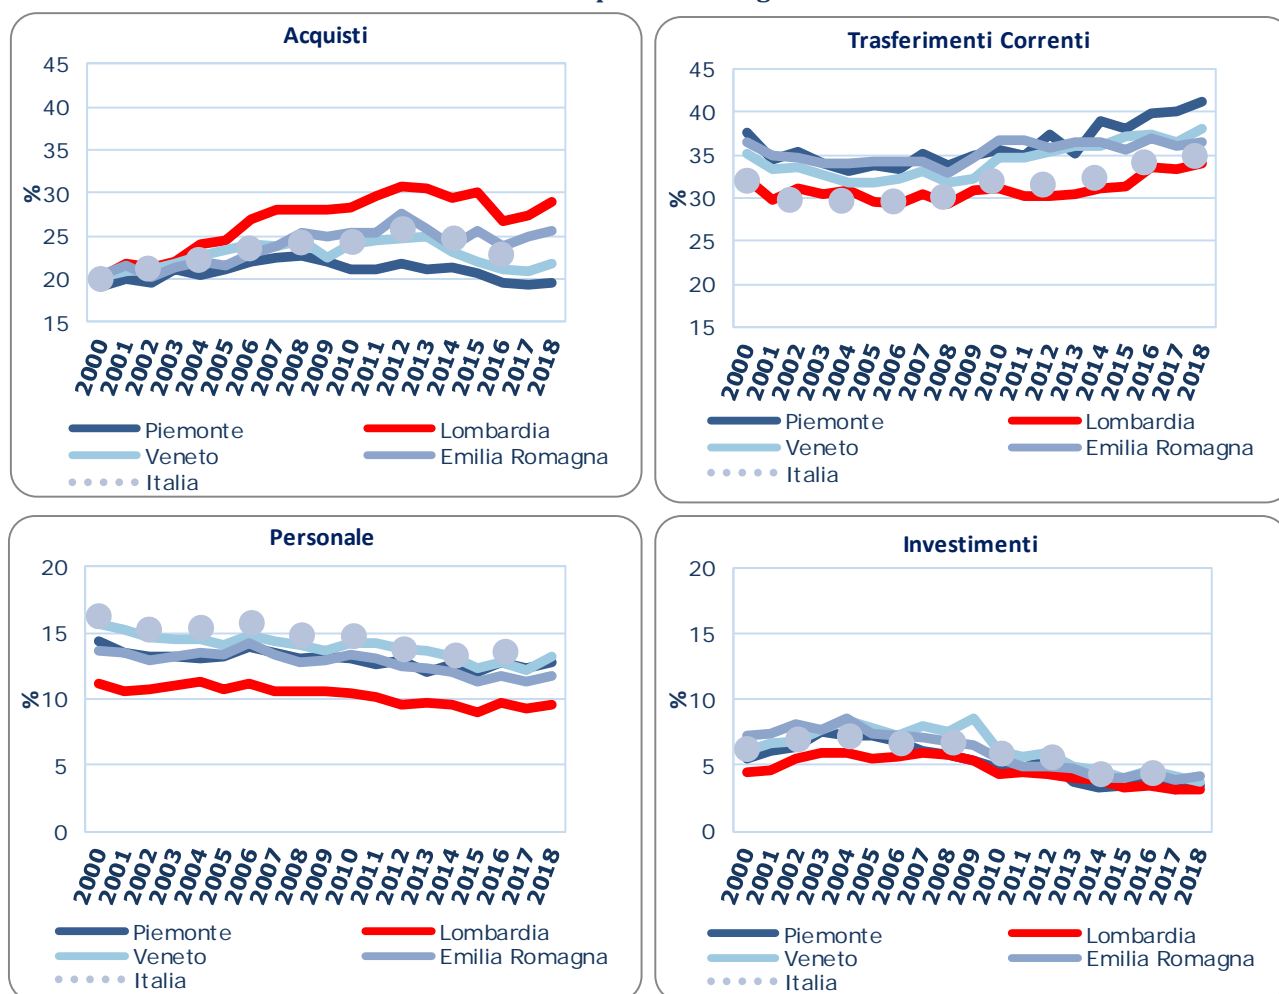 Acquisti
45
40
35
30
25
20
15
%
2000 2001 2002 2003 2004 2005 2006 2007 2008 2009 2010 2011 2012 2013 2014 2015 2016 2017 2018
Piemonte Lombardia
Veneto Emilia Romagna
Italia
Trasferimenti Correnti
45
40
35
30
25
20
15
%
2000 2001 2002 2003 2004 2005 2006 2007 2008 2009 2010 2011 2012 2013 2014 2015 2016 2017 2018
Piemonte Lombardia
Veneto Emilia Romagna
Italia
Personale
20
15
10
5
0
%
2000 2001 2002 2003 2004 2005 2006 2007 2008 2009 2010 2011 2012 2013 2014 2015 2016 2017 2018
Piemonte Lombardia
Veneto Emilia Romagna
Italia
Investimenti
20
15
10
5
0
%
2000 2001 2002 2003 2004 2005 2006 2007 2008 2009 2010 2011 2012 2013 2014 2015 2016 2017 2018
Piemonte Lombardia
Veneto Emilia Romagna
Italia